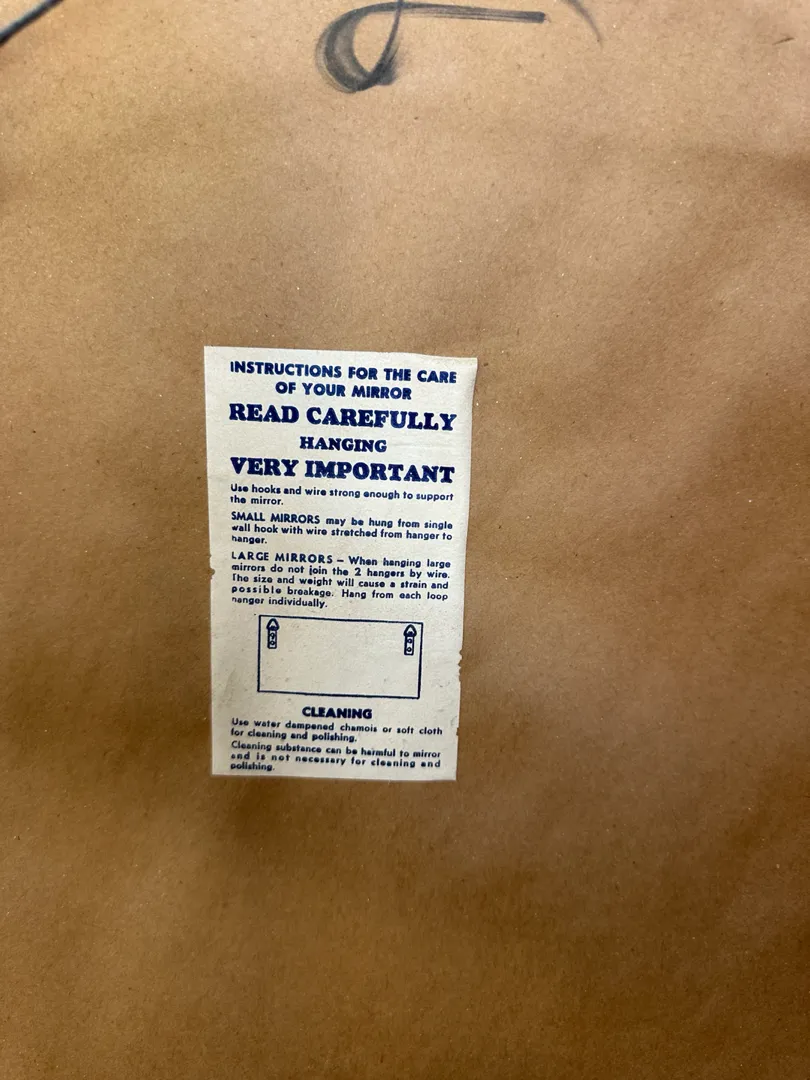 INSTRUCTIONS FOR THE CARE
OF YOUR MIRROR
READ CAREFULLY
HANGING
VERY IMPORTANT
Use hooks and wire strong enough to support
the mirror.
SMALL MIRRORS may be hung from single
wall hook with wire stretched from hanger to
hanger.
LARGE MIRRORS – When hanging large
mirrors do not join the 2 hangers by wire.
The size and weight will cause a strain and
possible breakage. Hang from each loop
hanger individually.
CLEANING
Use water dampened chamois or soft cloth
for cleaning and polishing.
Cleaning substance can be harmful to mirror
and is not necessary for cleaning and
polishing.